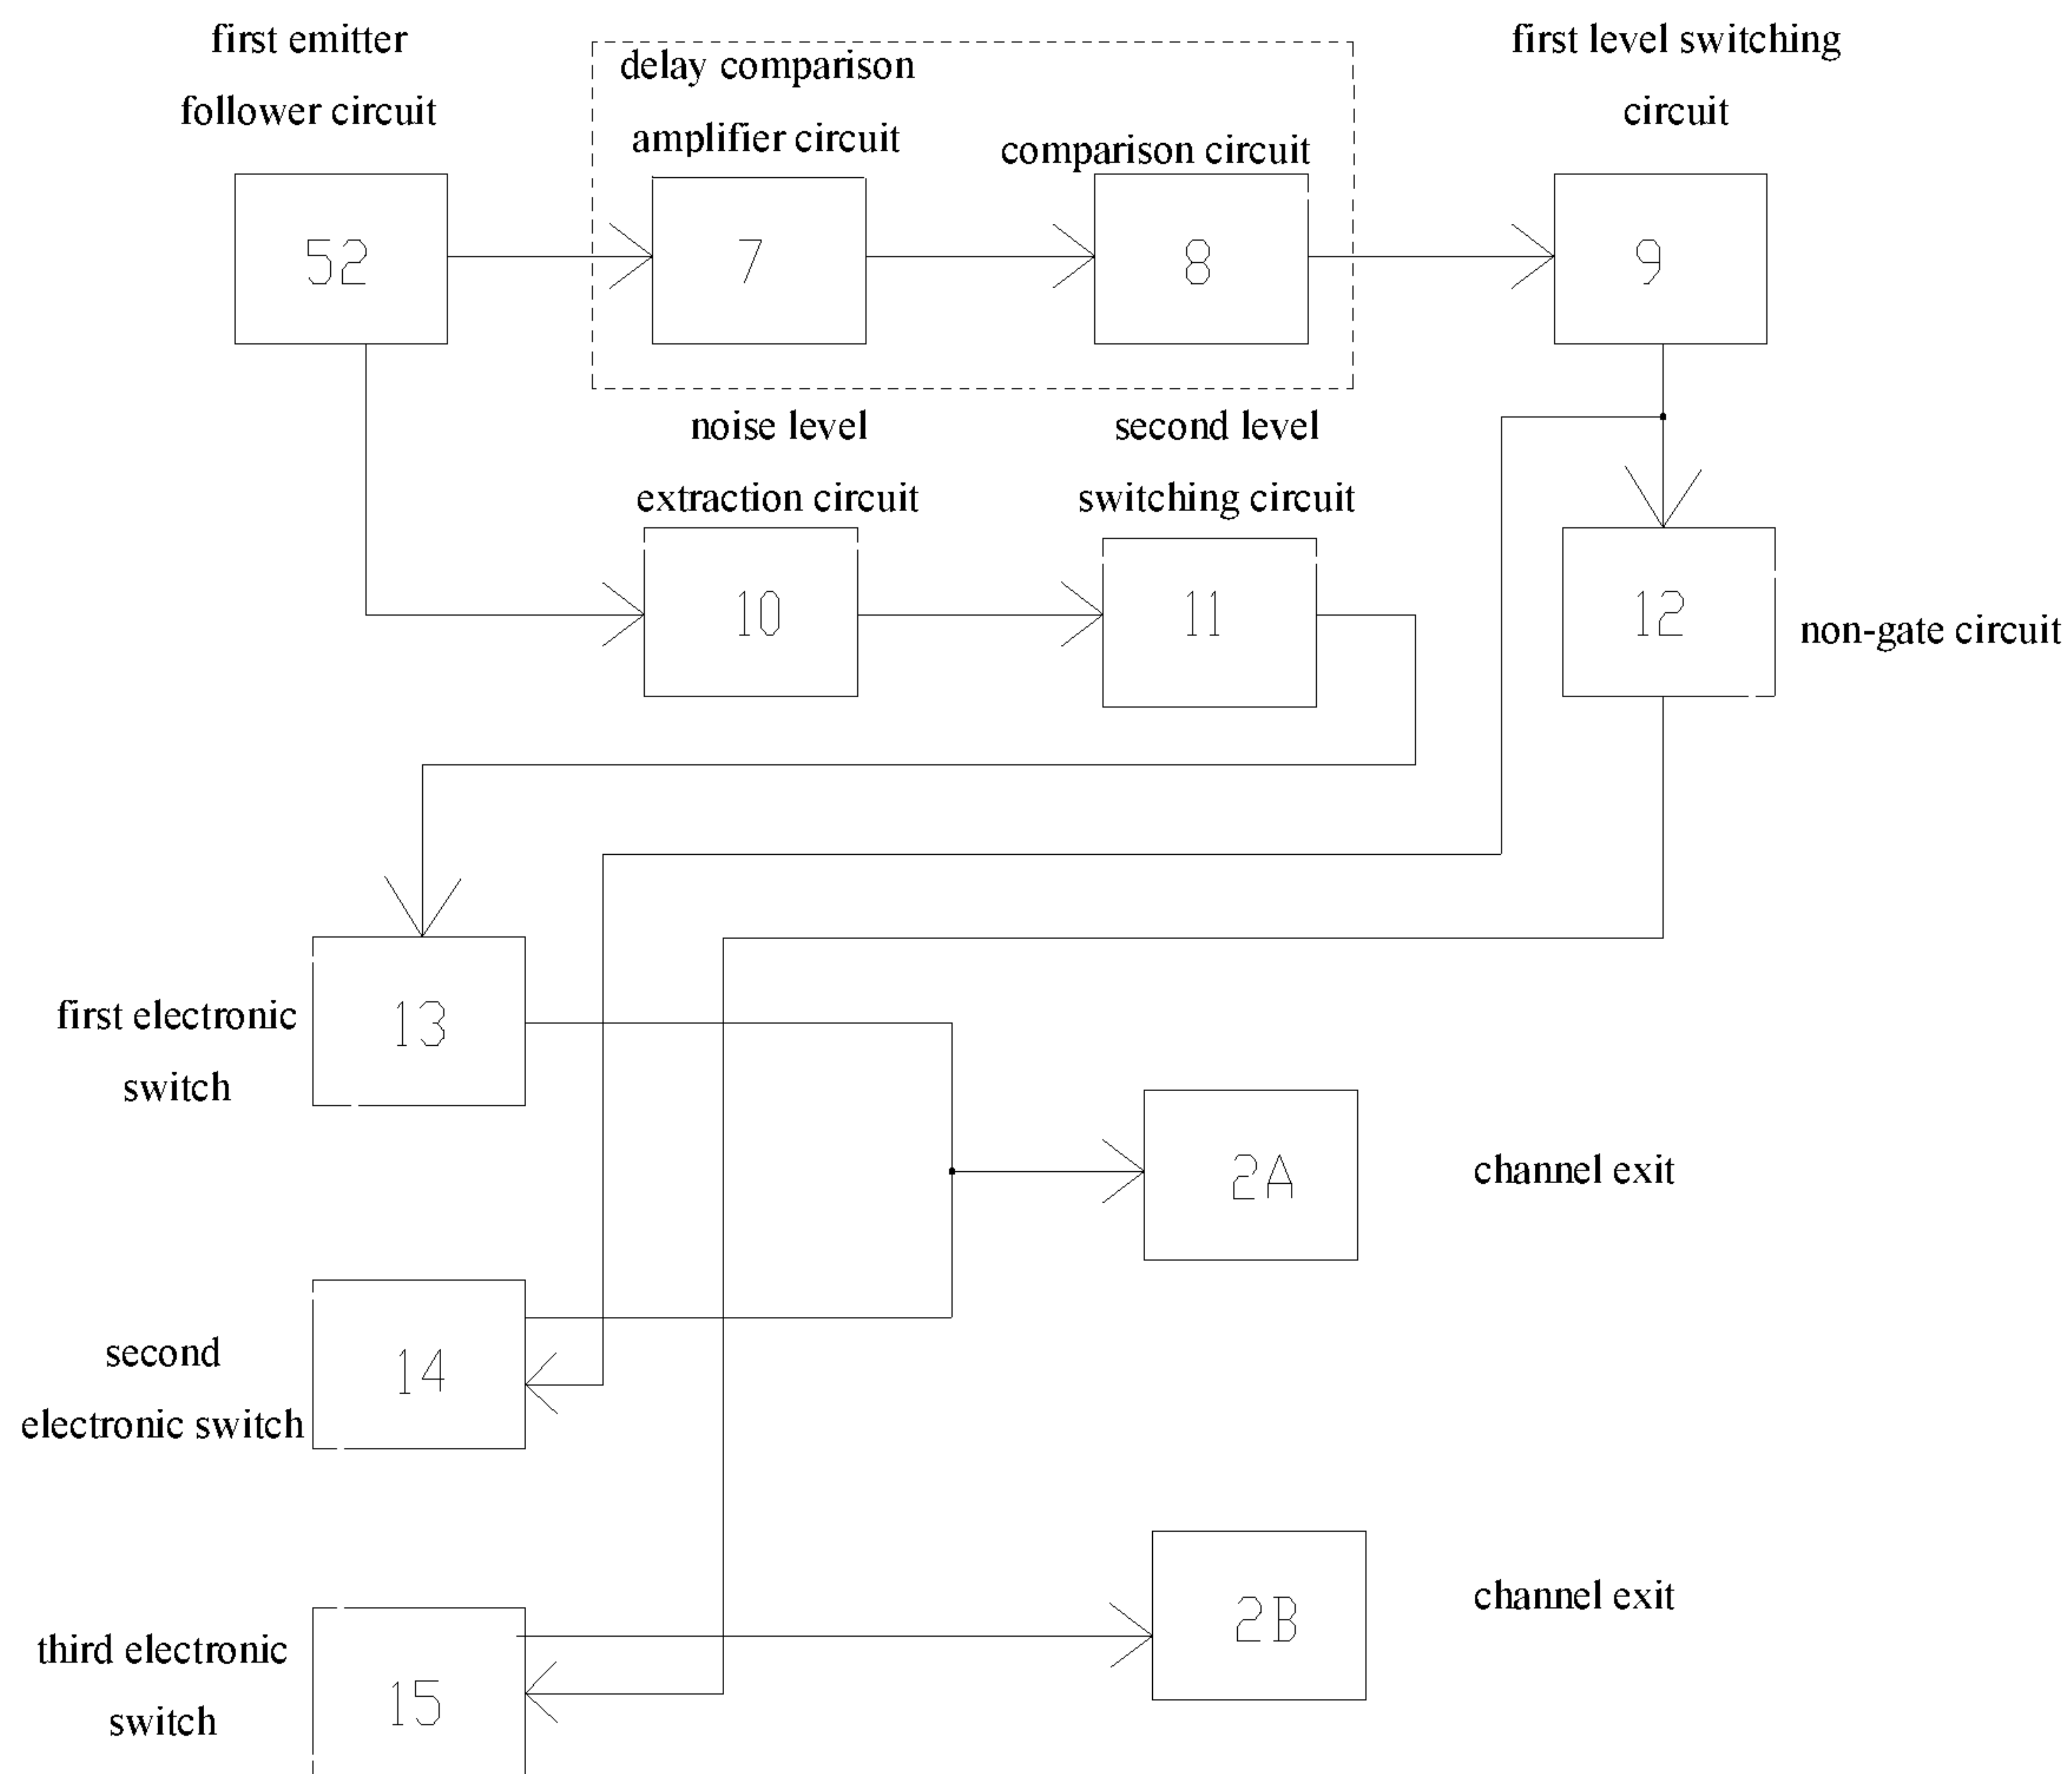 first emitter
follower circuit
delay comparison
amplifier circuit
comparison circuit
first level switching
circuit
52
7
8
9
noise level
extraction circuit
second level
switching circuit
10
11
12
non-gate circuit
first electronic
switch
13
2A
channel exit
second
electronic switch
14
2B
channel exit
third electronic
switch
15